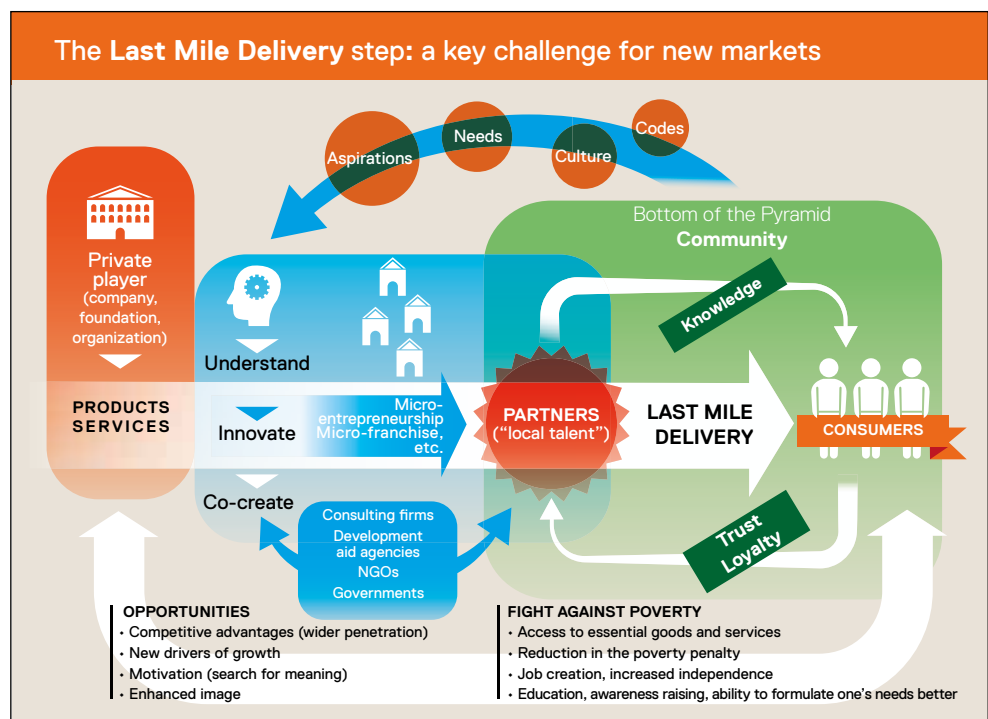 The Last Mile Delivery step: a key challenge for new markets
Aspirations
Needs
Culture
Codes
Private
player
(company,
foundation,
organization)
PRODUCTS
SERVICES
Understand
Innovate
Co-create
Micro-
entrepreneurship
Micro-franchise,
etc.
Consulting firms
Development
aid agencies
NGOs
Governments
Bottom of the Pyramid
Community
PARTNERS
("local talent")
Knowledge
LAST MILE
DELIVERY
CONSUMERS
Trust
Loyalty
OPPORTUNITIES
• Competitive advantages (wider penetration)
• New drivers of growth
• Motivation (search for meaning)
• Enhanced image
FIGHT AGAINST POVERTY
• Access to essential goods and services
• Reduction in the poverty penalty
• Job creation, increased independence
• Education, awareness raising, ability to formulate one's needs better